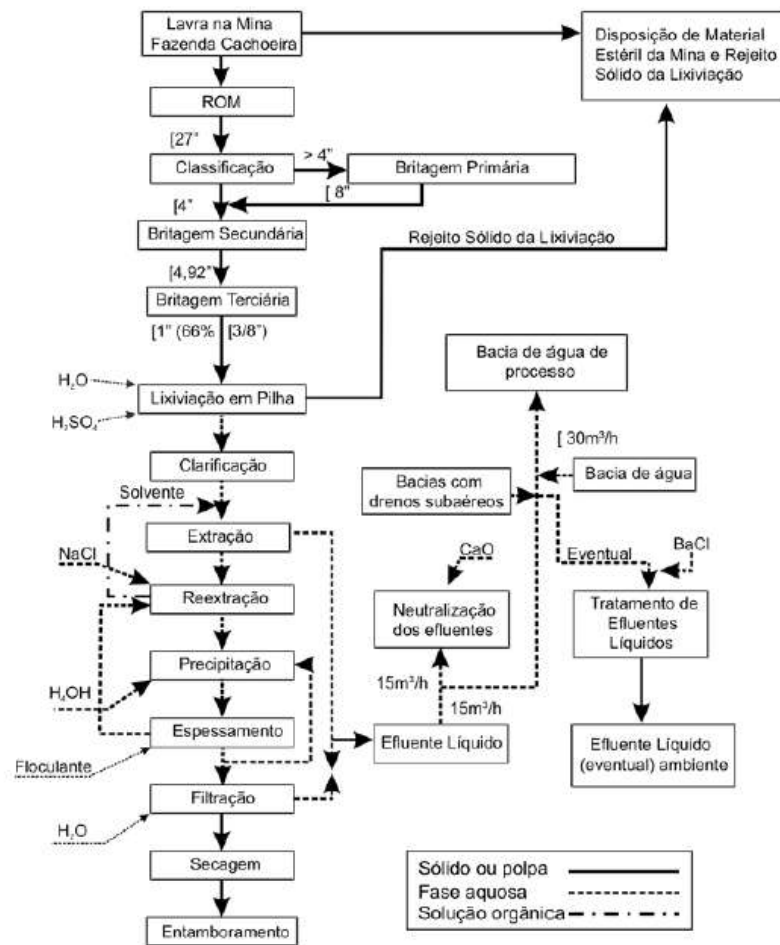 Lavra na Mina
Fazenda Cachoeira
Disposição de Material
Estéril da Mina e Rejeito
Sólido da Lixiviação
ROM
[27"
> 4"
Classificação
Britagem Primária
[ 8"
[4"
Britagem Secundária
Rejeito Sólido da Lixiviação
[4,92"
Britagem Terciária
[1" (66% [3/8")
Bacia de água de
processo
H₂O
Lixiviação em Pilha
H₂SO₄
[ 30m³/h
Clarificação
Bacias com
drenos subaéreos
Bacia de água
Solvente
Extração
Eventual
BaCl
NaCl
CaO
Reextração
Neutralização
dos efluentes
Tratamento de
Efluentes
Líquidos
Precipitação
15m³/h
H₄OH
15m³/h
Espessamento
Efluente Líquido
Efluente Líquido
(eventual) ambiente
Floculante
Filtração
H₂O
Secagem
Sólido ou polpa
Fase aquosa
Solução orgânica
Entamboramento